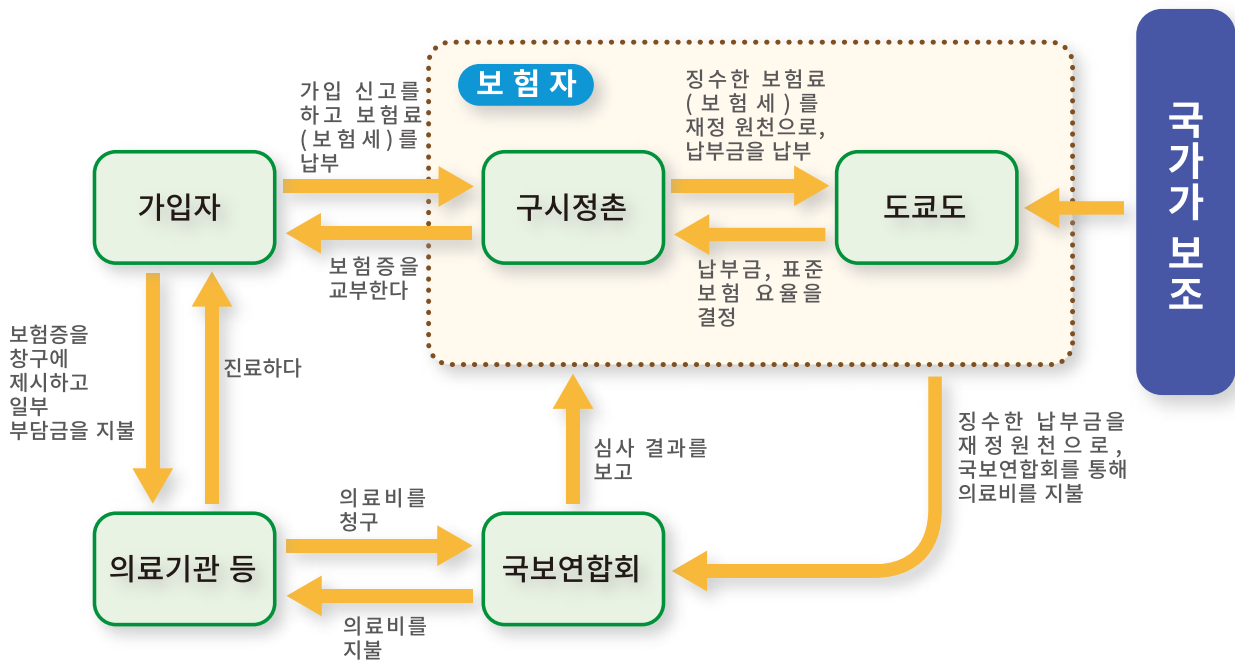 보험자
국가가 보조
가입 신고를
하고 보험료
(보험세)를
납부
징수한 보험료
(보험세)를
재정 원천으로,
납부금을 납부
가입자
구시정촌
도쿄도
보험증을
교부한다
납부금, 표준
보험 요율을
결정
보험증을
창구에
제시하고
일부
부담금을 지불
진료하다
심사 결과를
보고
징수한 납부금을
재정원천으로,
국보연합회를 통해
의료비를 지불
의료비를
청구
의료기관 등
국보연합회
의료비를
지불